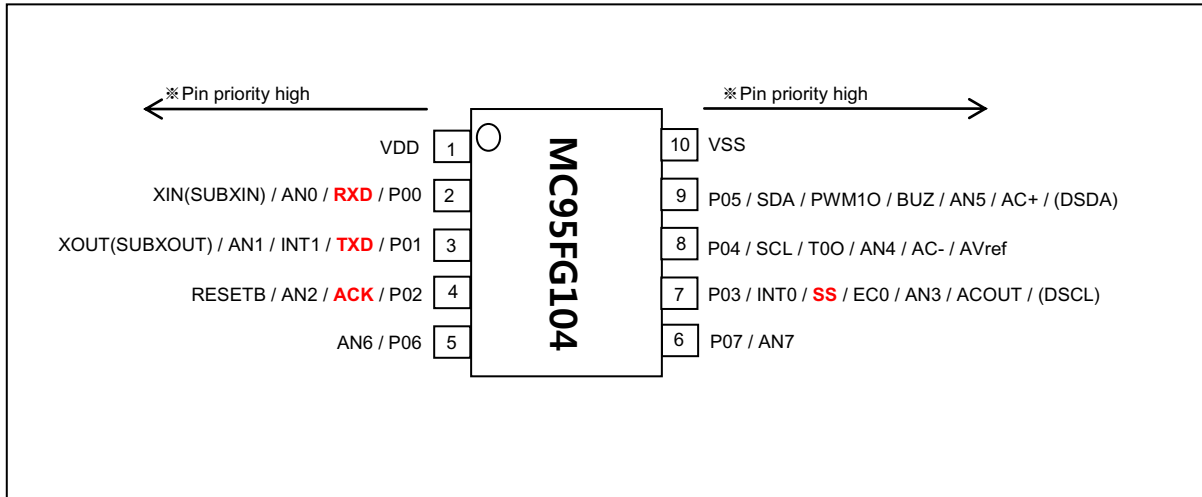 ※Pin priority high
※Pin priority high
VDD 1
XIN(SUBXIN) / AN0 / RXD / P00 2
XOUT(SUBXOUT) / AN1 / INT1 / TXD / P01 3
RESETB / AN2 / ACK / P02 4
AN6 / P06 5
MC95FG104
10 VSS
9 P05 / SDA / PWM1O / BUZ / AN5 / AC+ / (DSDA)
8 P04 / SCL / T0O / AN4 / AC- / AVref
7 P03 / INT0 / SS / EC0 / AN3 / ACOUT / (DSCL)
6 P07 / AN7